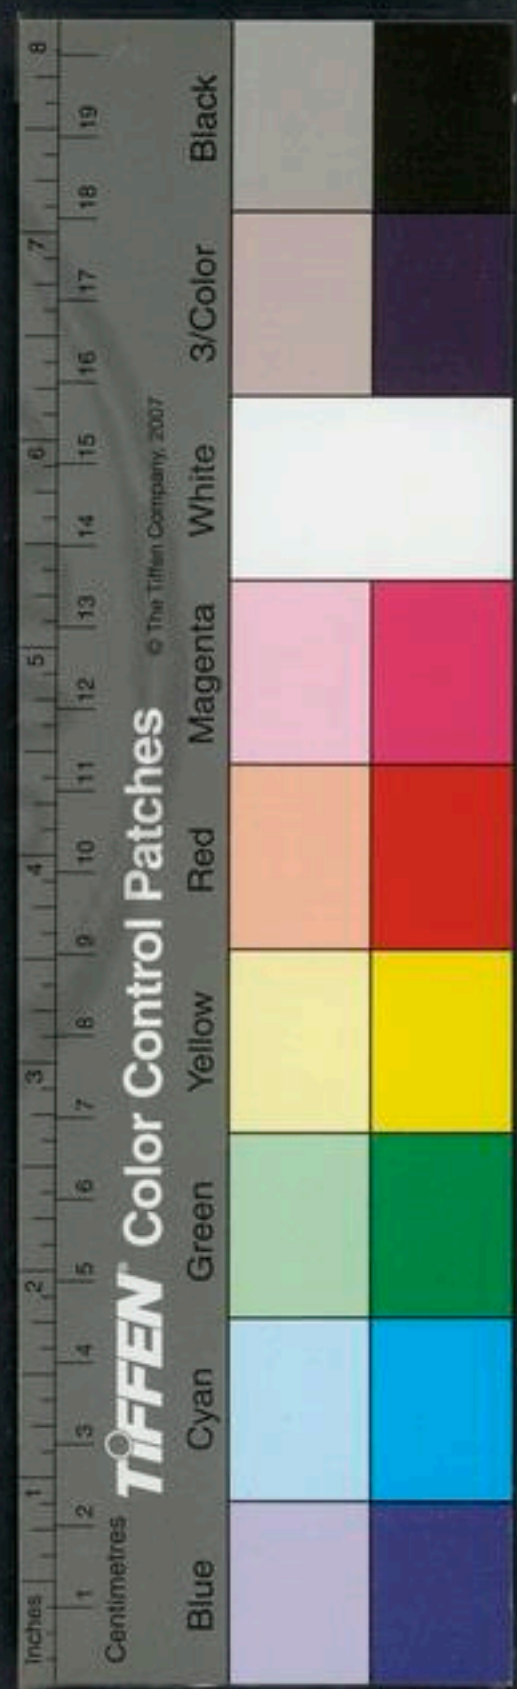 Inches 1 2 3 4 5 6 7 8
1 2 3 4 5 6 7 8 9 10 11 12 13 14 15 16 17 18 19
Centimetres
TIFFEN® Color Control Patches
© The Tiffen Company, 2007
Blue Cyan Green Yellow Red Magenta White 3/Color Black